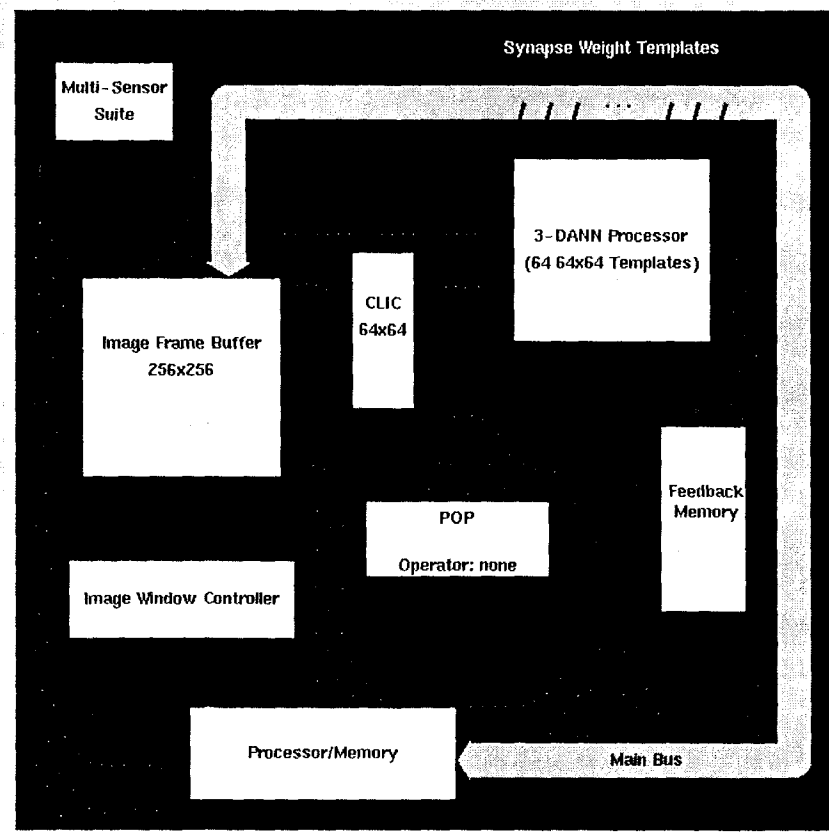 Synapse Weight Templates
Multi-Sensor
Suite
3-DANN Processor
(64 64x64 Templates)
CLIC
64x64
Image Frame Buffer
256x256
Feedback
Memory
POP
Operator: none
Image Window Controller
Processor/Memory
Main Bus